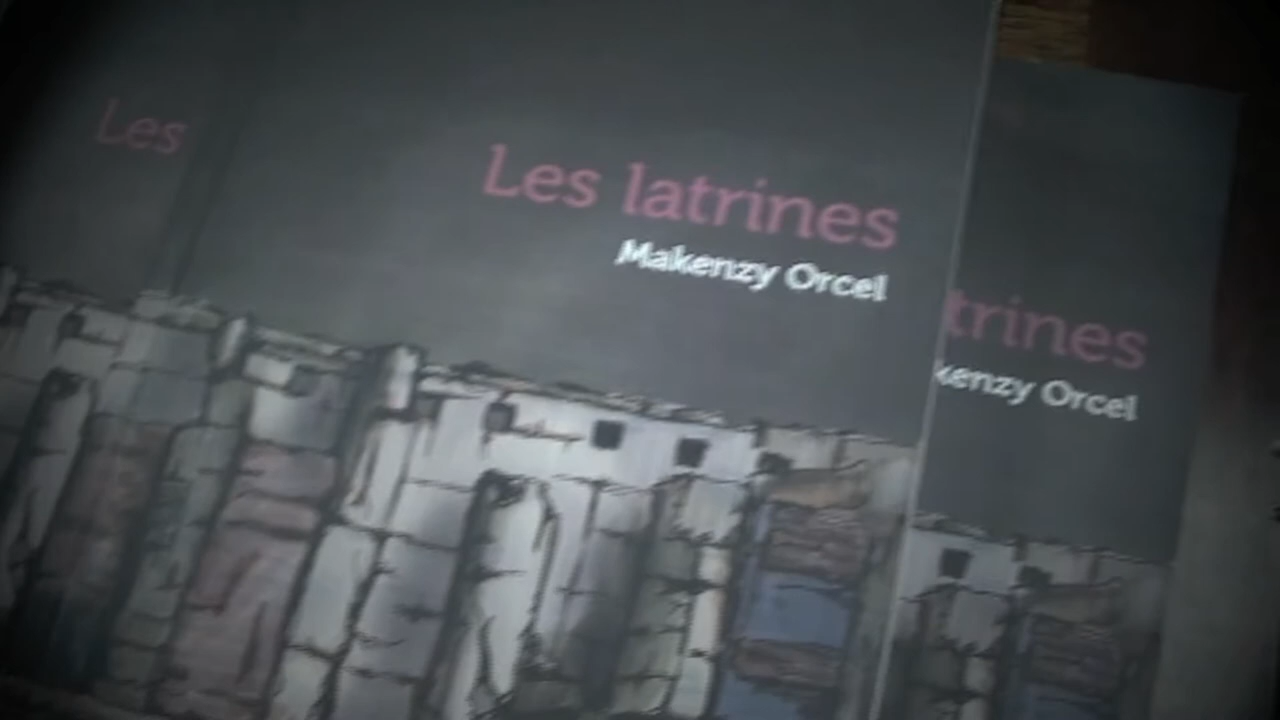 Les
Les latrines
Makenzy Orcel
trines
kenzy Orcel